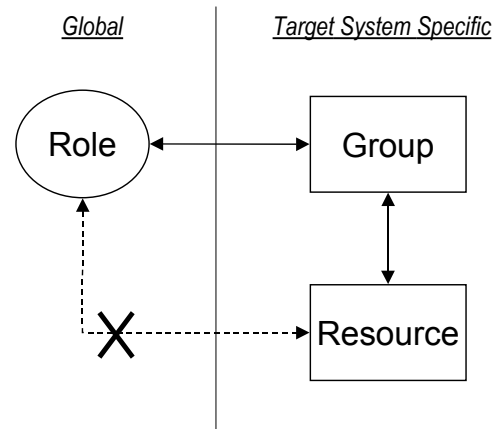 Global
Target System Specific
Role
Group
Resource